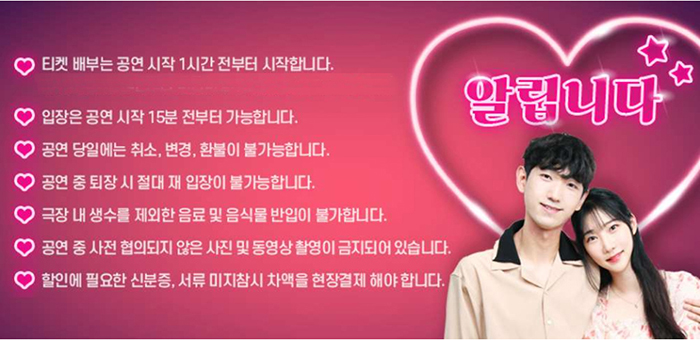 알립니다
티켓 배부는 공연 시작 1시간 전부터 시작합니다.
입장은 공연 시작 15분 전부터 가능합니다.
공연 당일에는 취소, 변경, 환불이 불가능합니다.
공연 중 퇴장 시 절대 재 입장이 불가능합니다.
극장 내 생수를 제외한 음료 및 음식물 반입이 불가합니다.
공연 중 사전 협의되지 않은 사진 및 동영상 촬영이 금지되어 있습니다.
할인에 필요한 신분증, 서류 미지참시 차액을 현장결제 해야 합니다.